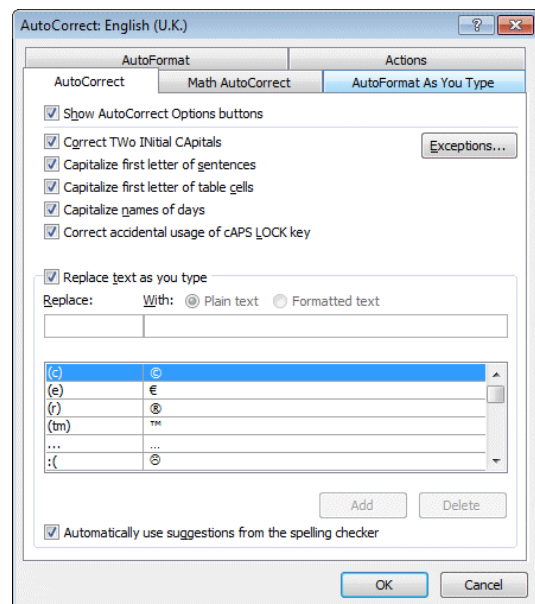 AutoCorrect: English (U.K.)
AutoFormat Actions
AutoCorrect Math AutoCorrect AutoFormat As You Type
Show AutoCorrect Options buttons
Correct TWo INitial CApitals
Exceptions...
Capitalize first letter of sentences
Capitalize first letter of table cells
Capitalize names of days
Correct accidental usage of cAPS LOCK key
Replace text as you type
Replace: With: Plain text Formatted text
(c) ©
(e) €
(r) ®
(tm) ™
... …
:( ☹
Add Delete
Automatically use suggestions from the spelling checker
OK Cancel